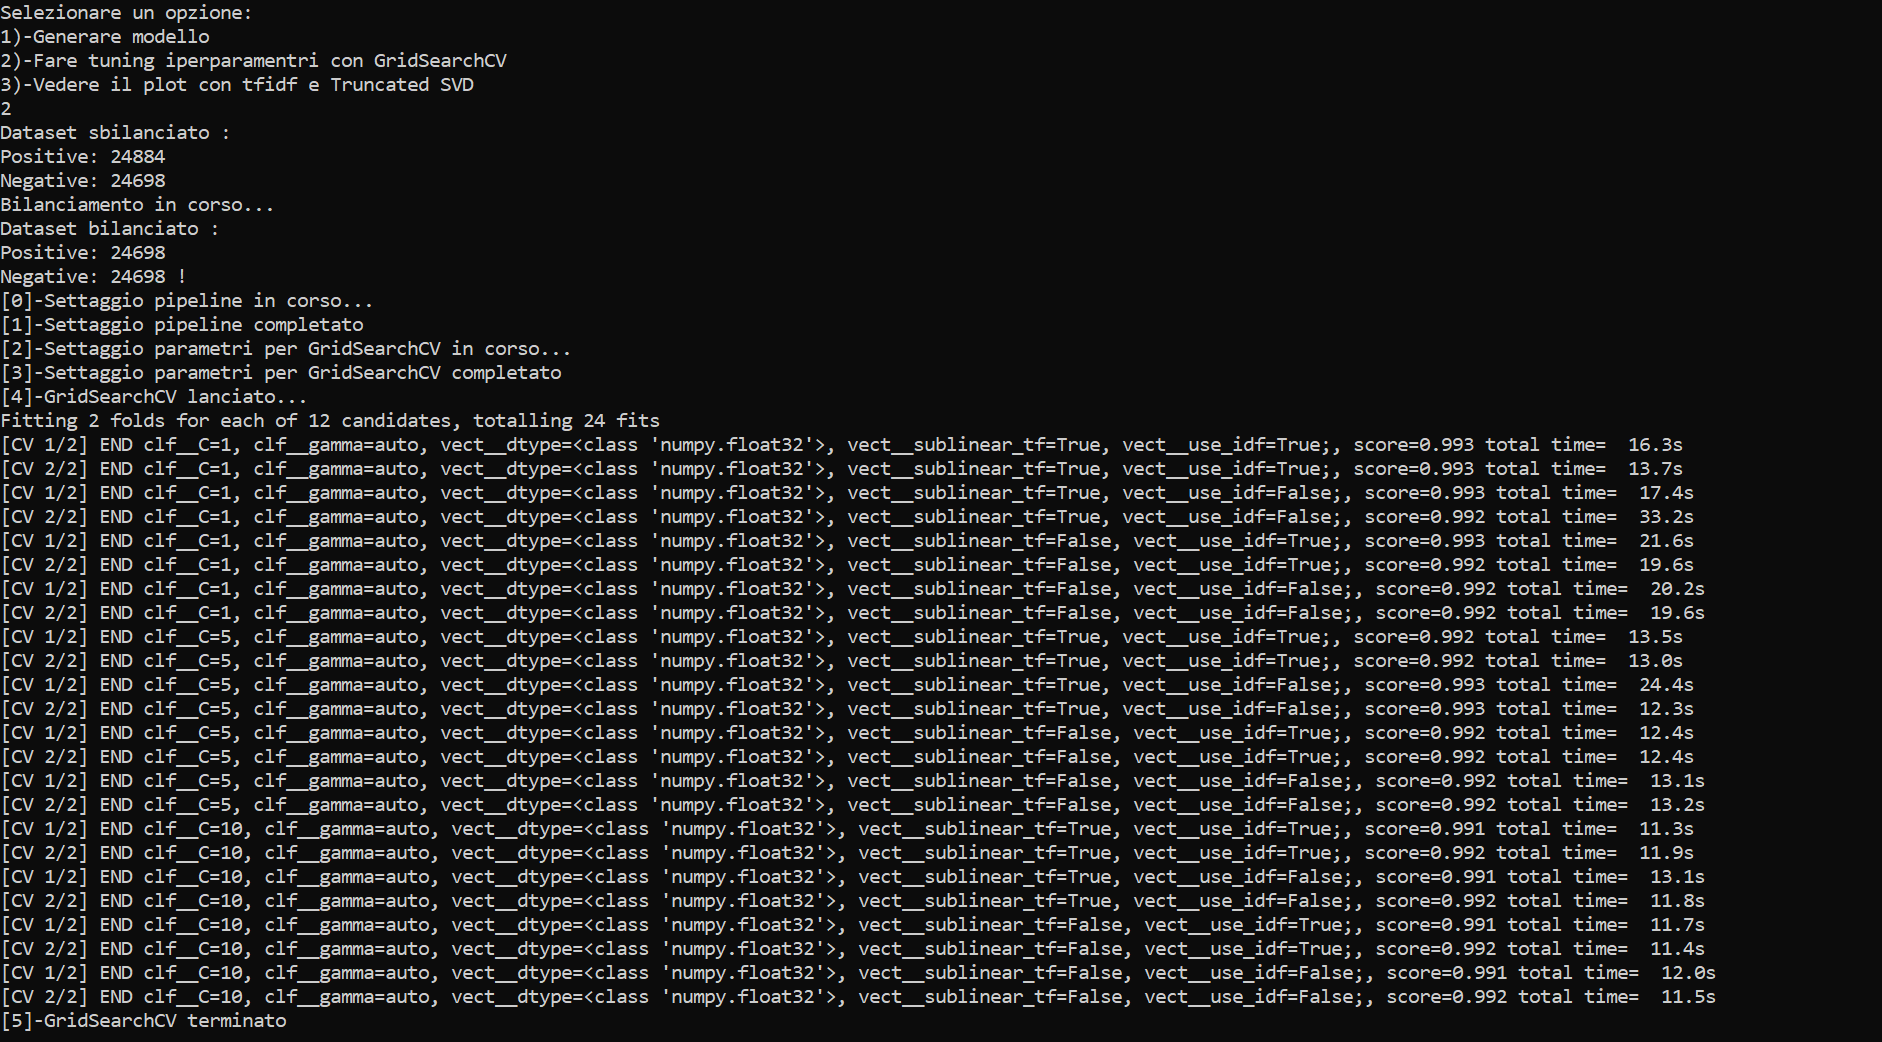 Selezionare un opzione:
1)-Generare modello
2)-Fare tuning iperparamentri con GridSearchCV
3)-Vedere il plot con tfidf e Truncated SVD
2
Dataset sbilanciato :
Positive: 24884
Negative: 24698
Bilanciamento in corso...
Dataset bilanciato :
Positive: 24698
Negative: 24698 !
[0]-Settaggio pipeline in corso...
[1]-Settaggio pipeline completato
[2]-Settaggio parametri per GridSearchCV in corso...
[3]-Settaggio parametri per GridSearchCV completato
[4]-GridSearchCV lanciato...
Fitting 2 folds for each of 12 candidates, totalling 24 fits
[CV 1/2] END clf__C=1, clf__gamma=auto, vect__dtype=<class 'numpy.float32'>, vect__sublinear_tf=True, vect__use_idf=True;, score=0.993 total time=  16.3s
[CV 2/2] END clf__C=1, clf__gamma=auto, vect__dtype=<class 'numpy.float32'>, vect__sublinear_tf=True, vect__use_idf=True;, score=0.993 total time=  13.7s
[CV 1/2] END clf__C=1, clf__gamma=auto, vect__dtype=<class 'numpy.float32'>, vect__sublinear_tf=True, vect__use_idf=False;, score=0.993 total time=  17.4s
[CV 2/2] END clf__C=1, clf__gamma=auto, vect__dtype=<class 'numpy.float32'>, vect__sublinear_tf=True, vect__use_idf=False;, score=0.992 total time=  33.2s
[CV 1/2] END clf__C=1, clf__gamma=auto, vect__dtype=<class 'numpy.float32'>, vect__sublinear_tf=False, vect__use_idf=True;, score=0.993 total time=  21.6s
[CV 2/2] END clf__C=1, clf__gamma=auto, vect__dtype=<class 'numpy.float32'>, vect__sublinear_tf=False, vect__use_idf=True;, score=0.992 total time=  19.6s
[CV 1/2] END clf__C=1, clf__gamma=auto, vect__dtype=<class 'numpy.float32'>, vect__sublinear_tf=False, vect__use_idf=False;, score=0.992 total time=  20.2s
[CV 2/2] END clf__C=1, clf__gamma=auto, vect__dtype=<class 'numpy.float32'>, vect__sublinear_tf=False, vect__use_idf=False;, score=0.992 total time=  19.6s
[CV 1/2] END clf__C=5, clf__gamma=auto, vect__dtype=<class 'numpy.float32'>, vect__sublinear_tf=True, vect__use_idf=True;, score=0.992 total time=  13.5s
[CV 2/2] END clf__C=5, clf__gamma=auto, vect__dtype=<class 'numpy.float32'>, vect__sublinear_tf=True, vect__use_idf=True;, score=0.992 total time=  13.0s
[CV 1/2] END clf__C=5, clf__gamma=auto, vect__dtype=<class 'numpy.float32'>, vect__sublinear_tf=True, vect__use_idf=False;, score=0.993 total time=  24.4s
[CV 2/2] END clf__C=5, clf__gamma=auto, vect__dtype=<class 'numpy.float32'>, vect__sublinear_tf=True, vect__use_idf=False;, score=0.993 total time=  12.3s
[CV 1/2] END clf__C=5, clf__gamma=auto, vect__dtype=<class 'numpy.float32'>, vect__sublinear_tf=False, vect__use_idf=True;, score=0.992 total time=  12.4s
[CV 2/2] END clf__C=5, clf__gamma=auto, vect__dtype=<class 'numpy.float32'>, vect__sublinear_tf=False, vect__use_idf=True;, score=0.992 total time=  12.4s
[CV 1/2] END clf__C=5, clf__gamma=auto, vect__dtype=<class 'numpy.float32'>, vect__sublinear_tf=False, vect__use_idf=False;, score=0.992 total time=  13.1s
[CV 2/2] END clf__C=5, clf__gamma=auto, vect__dtype=<class 'numpy.float32'>, vect__sublinear_tf=False, vect__use_idf=False;, score=0.992 total time=  13.2s
[CV 1/2] END clf__C=10, clf__gamma=auto, vect__dtype=<class 'numpy.float32'>, vect__sublinear_tf=True, vect__use_idf=True;, score=0.991 total time=  11.3s
[CV 2/2] END clf__C=10, clf__gamma=auto, vect__dtype=<class 'numpy.float32'>, vect__sublinear_tf=True, vect__use_idf=True;, score=0.992 total time=  11.9s
[CV 1/2] END clf__C=10, clf__gamma=auto, vect__dtype=<class 'numpy.float32'>, vect__sublinear_tf=True, vect__use_idf=False;, score=0.991 total time=  13.1s
[CV 2/2] END clf__C=10, clf__gamma=auto, vect__dtype=<class 'numpy.float32'>, vect__sublinear_tf=True, vect__use_idf=False;, score=0.992 total time=  11.8s
[CV 1/2] END clf__C=10, clf__gamma=auto, vect__dtype=<class 'numpy.float32'>, vect__sublinear_tf=False, vect__use_idf=True;, score=0.991 total time=  11.7s
[CV 2/2] END clf__C=10, clf__gamma=auto, vect__dtype=<class 'numpy.float32'>, vect__sublinear_tf=False, vect__use_idf=True;, score=0.992 total time=  11.4s
[CV 1/2] END clf__C=10, clf__gamma=auto, vect__dtype=<class 'numpy.float32'>, vect__sublinear_tf=False, vect__use_idf=False;, score=0.991 total time=  12.0s
[CV 2/2] END clf__C=10, clf__gamma=auto, vect__dtype=<class 'numpy.float32'>, vect__sublinear_tf=False, vect__use_idf=False;, score=0.992 total time=  11.5s
[5]-GridSearchCV terminato